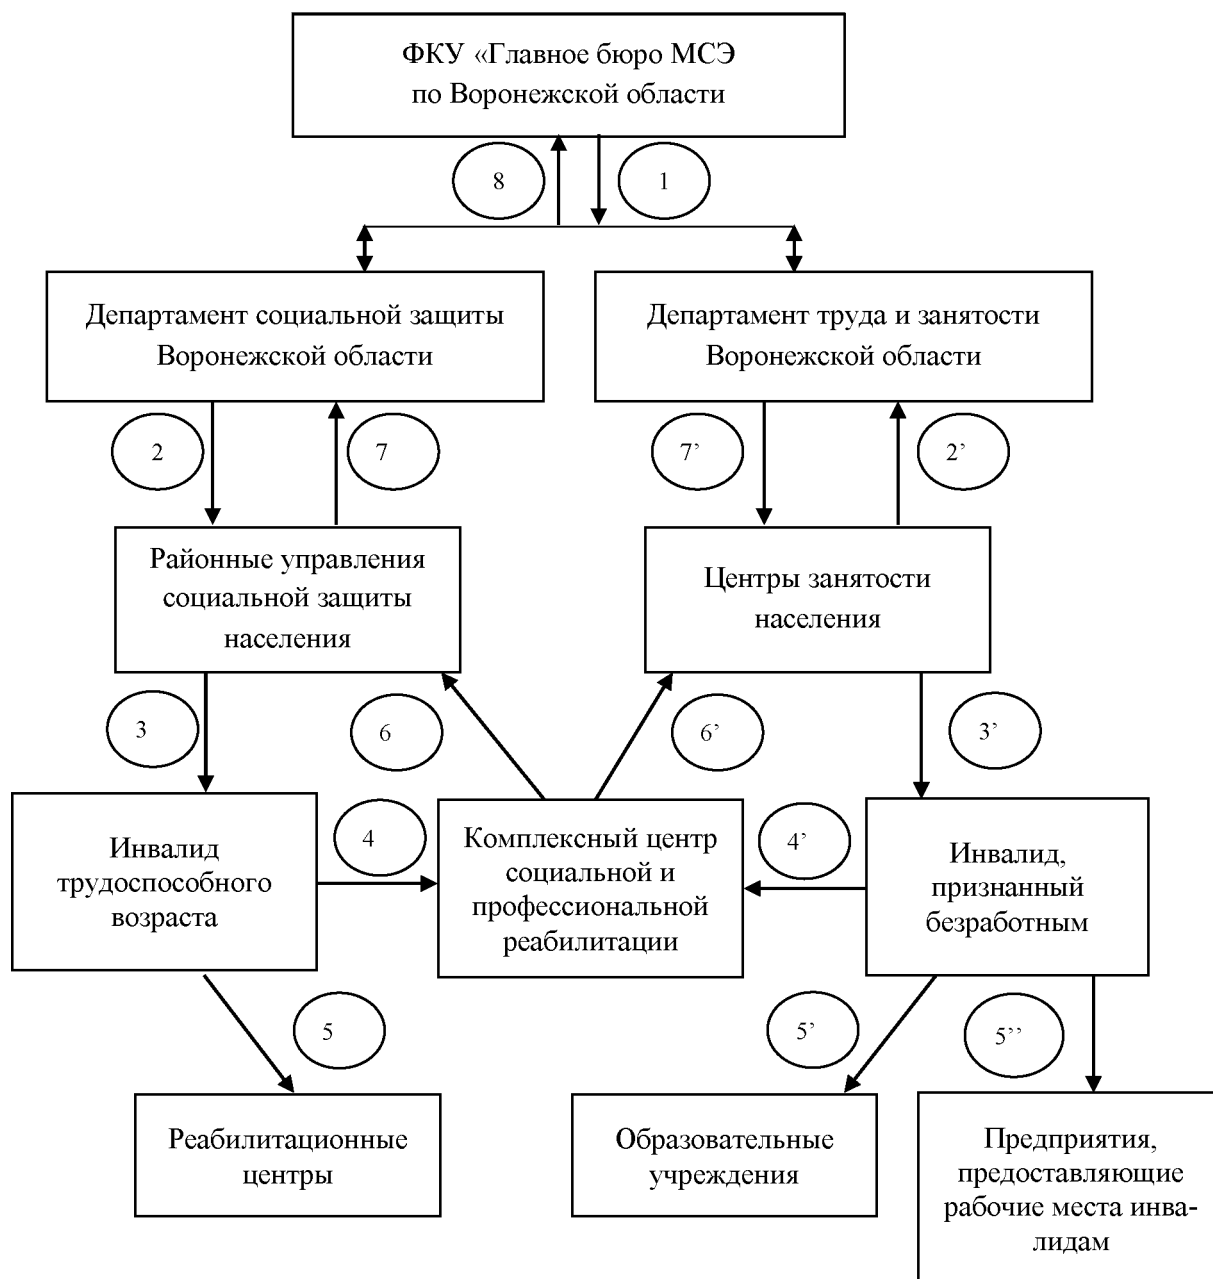 ФКУ «Главное бюро МСЭ
по Воронежской области
8
1
Департамент социальной защиты
Воронежской области
Департамент труда и занятости
Воронежской области
2
7
7’
2’
Районные управления
социальной защиты
населения
Центры занятости
населения
3
6
6’
3’
Инвалид
трудоспособного
возраста
4
Комплексный центр
социальной и
профессиональной
реабилитации
4’
Инвалид,
признанный
безработным
5
5’
5’’
Реабилитационные
центры
Образовательные
учреждения
Предприятия,
предоставляющие
рабочие места инва-
лидам